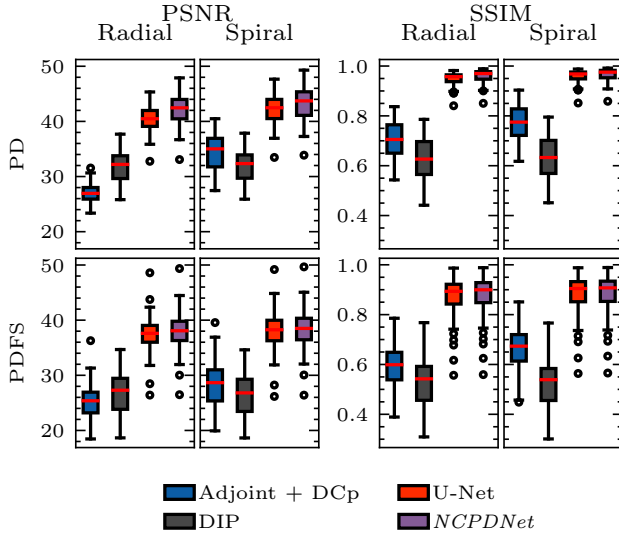 PSNR SSIM
Radial Spiral Radial Spiral
PD
50
40
30
20
1.0
0.8
0.6
0.4
PDFS
50
40
30
20
1.0
0.8
0.6
0.4
Adjoint + DCp U-Net
DIP NCPDNet